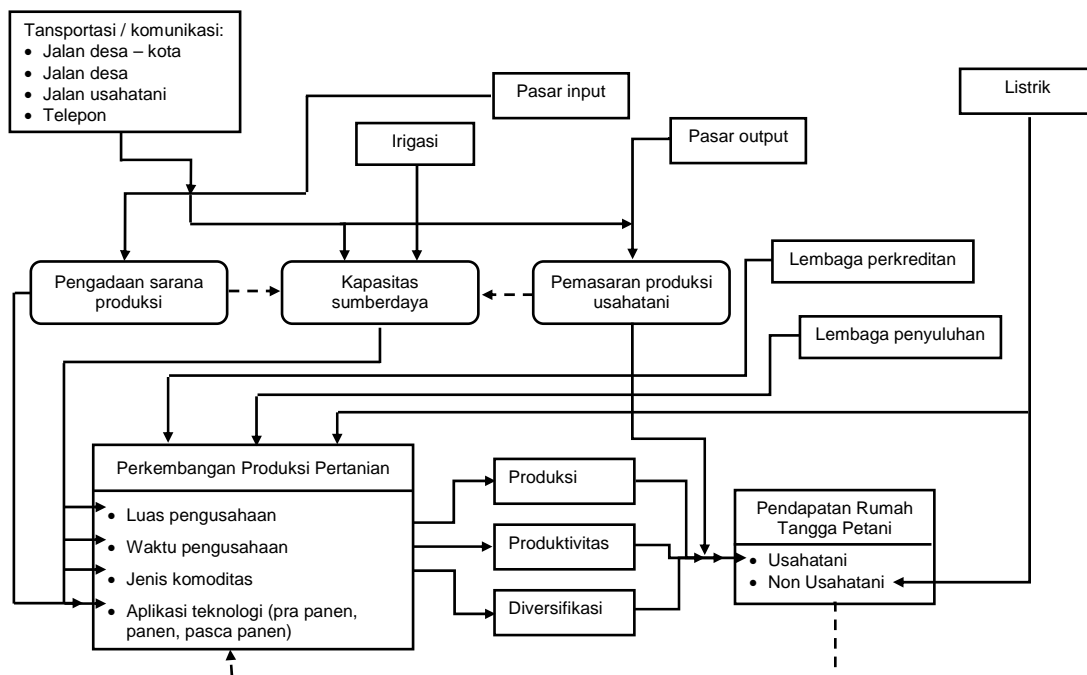 Tansportasi / komunikasi:
• Jalan desa – kota
• Jalan desa
• Jalan usahatani
• Telepon
Pasar input
Listrik
Irigasi
Pasar output
Lembaga perkreditan
Pengadaan sarana
produksi
Kapasitas
sumberdaya
Pemasaran produksi
usahatani
Lembaga penyuluhan
Perkembangan Produksi Pertanian
• Luas pengusahaan
• Waktu pengusahaan
• Jenis komoditas
• Aplikasi teknologi (pra panen,
panen, pasca panen)
Produksi
Produktivitas
Diversifikasi
Pendapatan Rumah
Tangga Petani
• Usahatani
• Non Usahatani